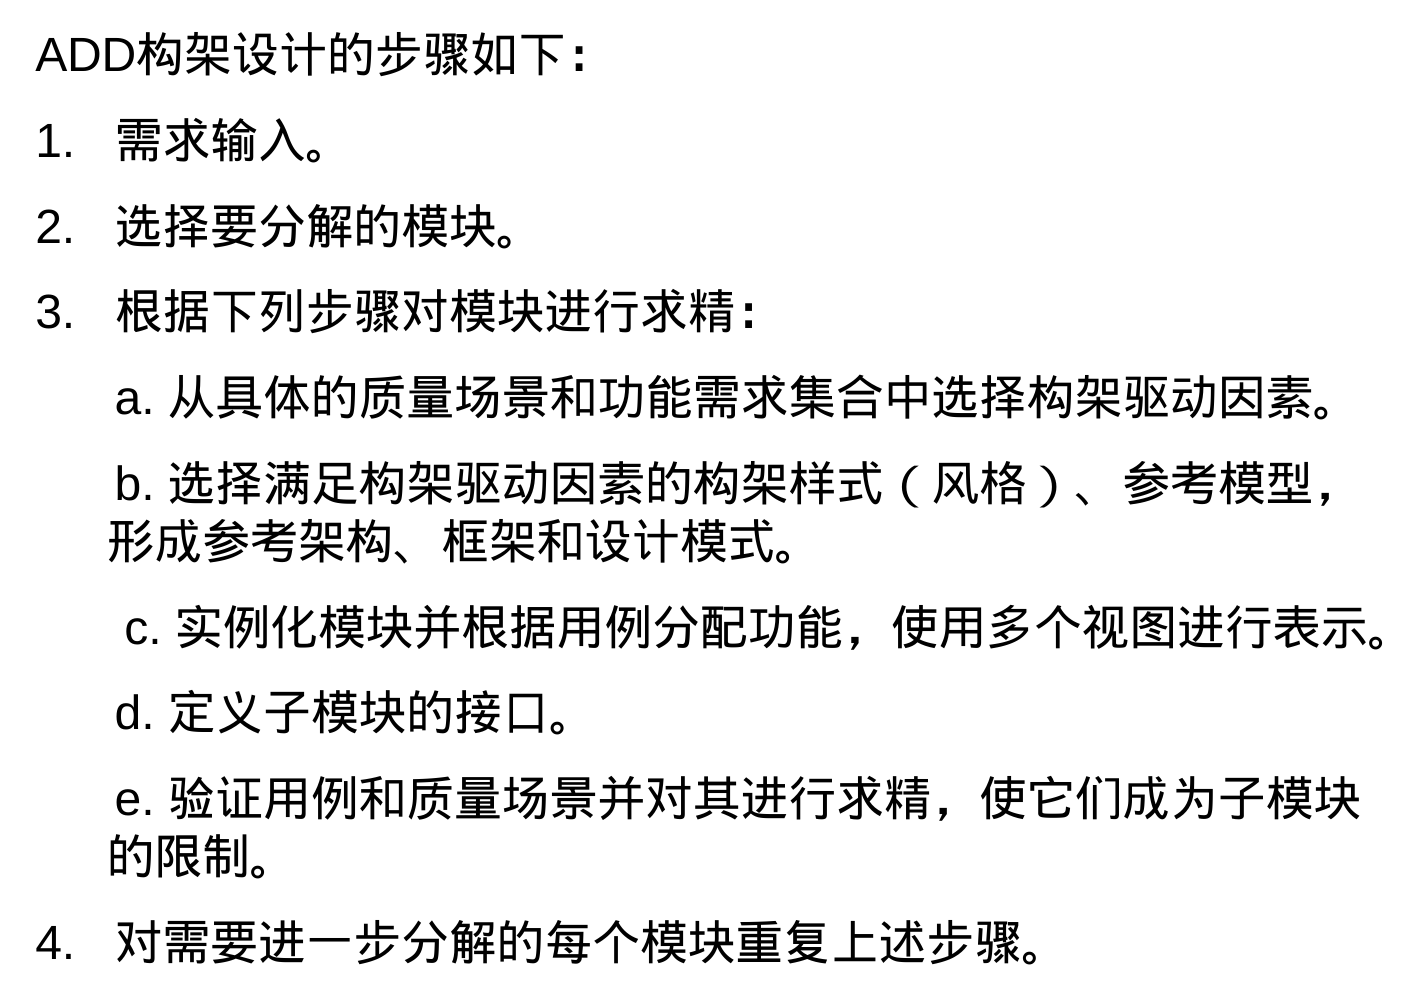 ADD构架设计的步骤如下：
1. 需求输入。
2. 选择要分解的模块。
3. 根据下列步骤对模块进行求精：
a. 从具体的质量场景和功能需求集合中选择构架驱动因素。
b. 选择满足构架驱动因素的构架样式（风格）、参考模型，
形成参考架构、框架和设计模式。
c. 实例化模块并根据用例分配功能，使用多个视图进行表示。
d. 定义子模块的接口。
e. 验证用例和质量场景并对其进行求精，使它们成为子模块
的限制。
4. 对需要进一步分解的每个模块重复上述步骤。